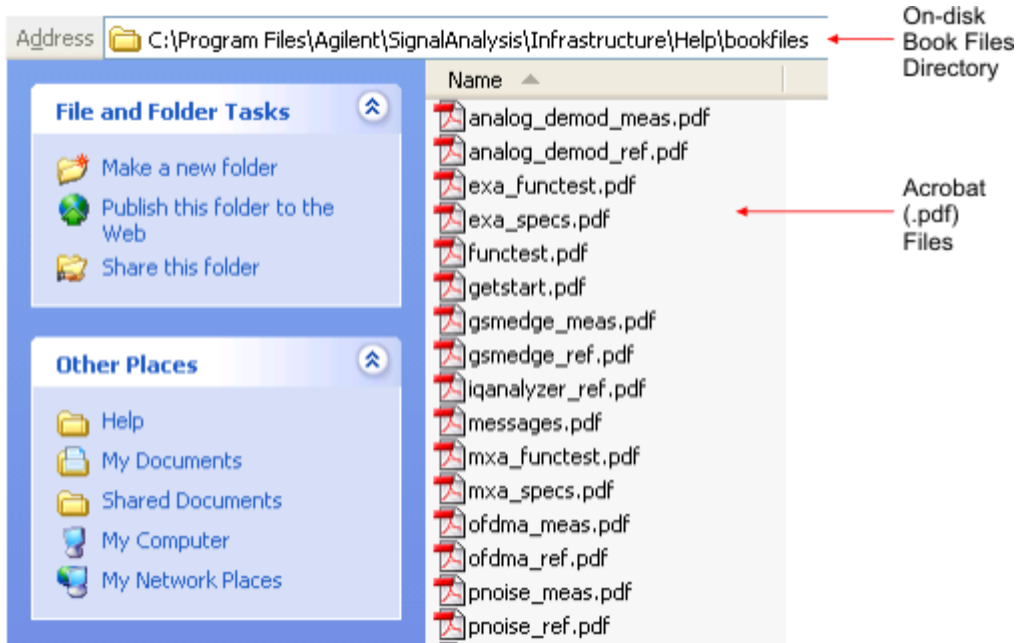 Address C:\Program Files\Agilent\SignalAnalysis\Infrastructure\Help\bookfiles
On-disk
Book Files
Directory
File and Folder Tasks
Make a new folder
Publish this folder to the
Web
Share this folder
Other Places
Help
My Documents
Shared Documents
My Computer
My Network Places
Name
analog_demod_meas.pdf
analog_demod_ref.pdf
exa_functest.pdf
exa_specs.pdf
functest.pdf
getstart.pdf
gsmedge_meas.pdf
gsmedge_ref.pdf
iqanalyzer_ref.pdf
messages.pdf
mxa_functest.pdf
mxa_specs.pdf
ofdma_meas.pdf
ofdma_ref.pdf
pnoise_meas.pdf
pnoise_ref.pdf
Acrobat
(.pdf)
Files